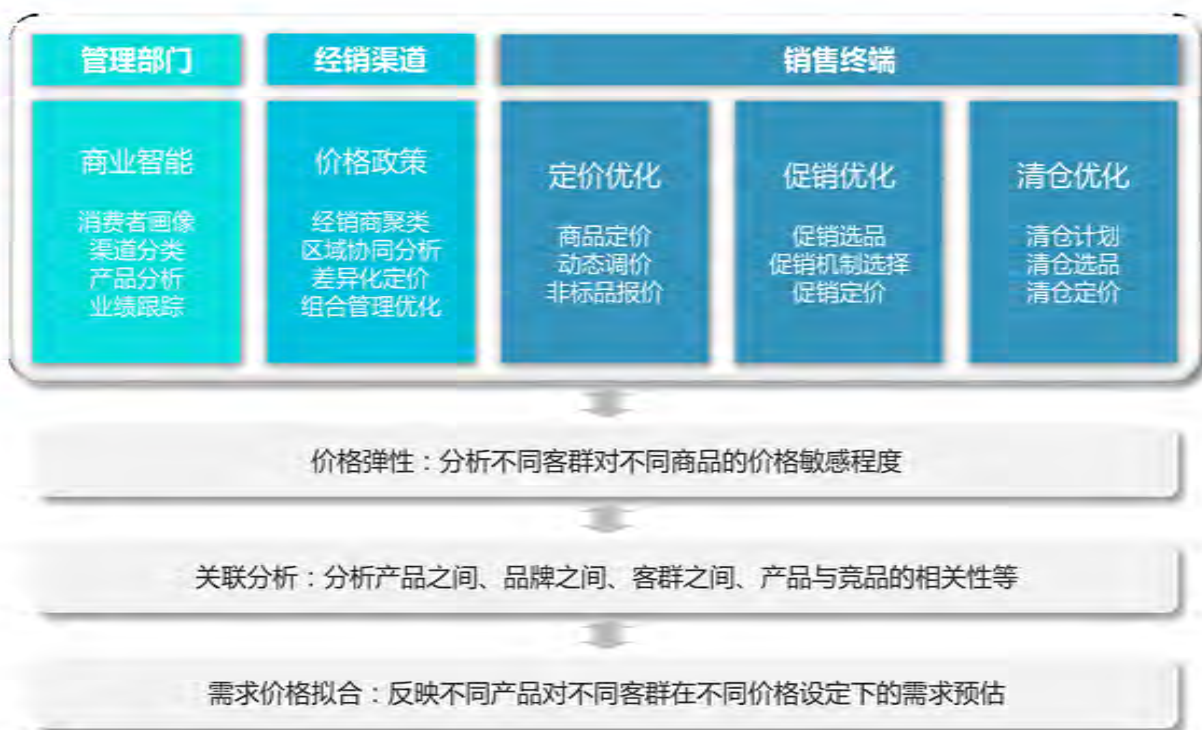 管理部门
经销渠道
销售终端
商业智能
消费者画像
渠道分类
产品分析
业绩跟踪
价格政策
经销商聚类
区域协同分析
差异化定价
组合管理优化
定价优化
商品定价
动态调价
非标品报价
促销优化
促销选品
促销机制选择
促销定价
清仓优化
清仓计划
清仓选品
清仓定价
价格弹性：分析不同客群对不同商品的价格敏感程度
关联分析：分析产品之间、品牌之间、客群之间、产品与竞品的相关性等
需求价格拟合：反映不同产品对不同客群在不同价格设定下的需求预估